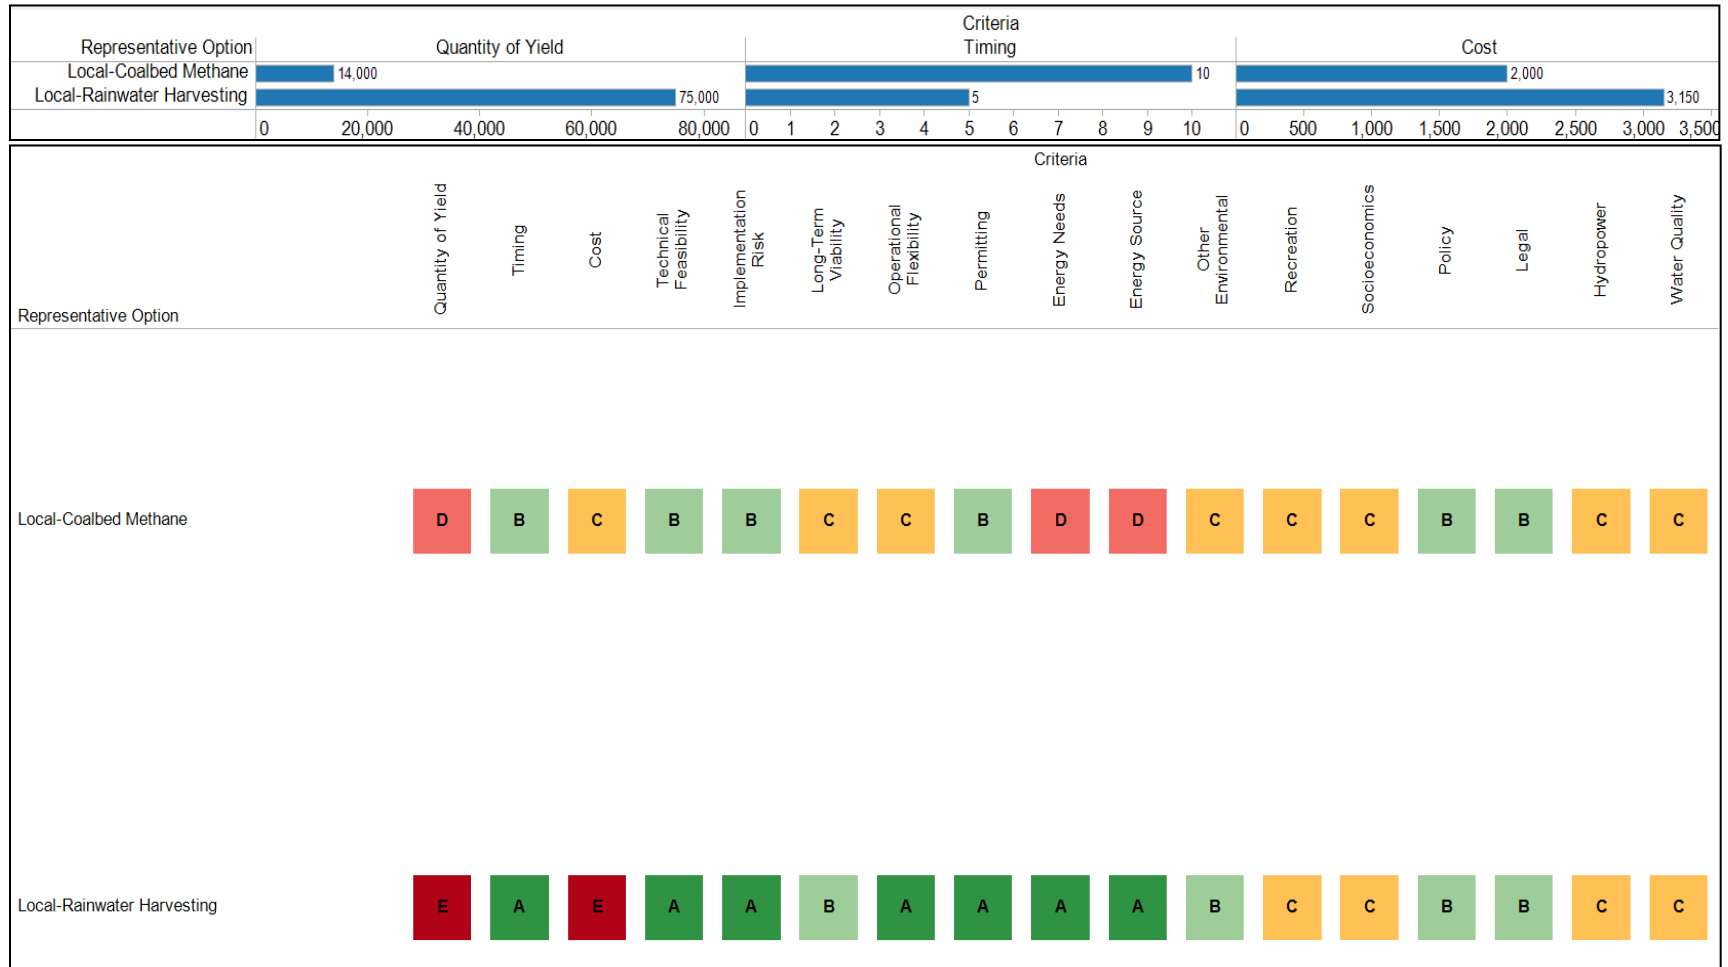 Criteria
Representative Option Quantity of Yield Timing Cost
Local-Coalbed Methane 14,000 10 2,000
Local-Rainwater Harvesting 75,000 5 3,150
0 20,000 40,000 60,000 80,000 0 1 2 3 4 5 6 7 8 9 10 0 500 1,000 1,500 2,000 2,500 3,000 3,500
Criteria
Quantity of Yield
Timing
Cost
Technical
Feasibility
Implementation
Risk
Long-Term
Viability
Operational
Flexibility
Permitting
Energy Needs
Energy Source
Other
Environmental
Recreation
Socioeconomics
Policy
Legal
Hydropower
Water Quality
Representative Option
Local-Coalbed Methane D B C B B C C B D D C C C B B C C
Local-Rainwater Harvesting E A E A A B A A A A B C C B B C C